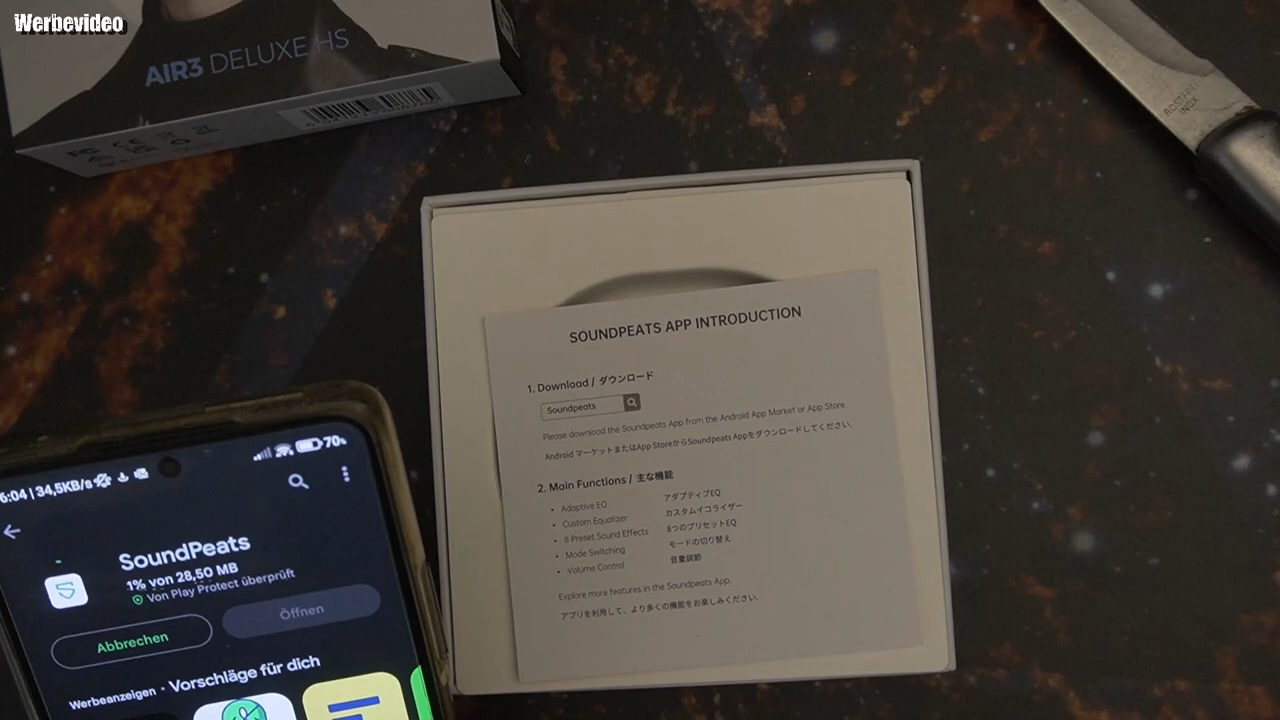 Werbevideo
AIR3 DELUXE HS
ROSTFREI
INOX
SOUNDPEATS APP INTRODUCTION
1. Download / ダウンロード
Soundpeats
Please download the Soundpeats App from the Android App Market or App Store.
Android マーケットまたはApp StoreからSoundpeats Appをダウンロードしてください。
2. Main Functions / 主な機能
• Adaptive EQ アダプティブEQ
• Custom Equalizer カスタムイコライザー
• 8 Preset Sound Effects 8つのプリセットEQ
• Mode Switching モードの切り替え
• Volume Control 音量調節
Explore more features in the Soundpeats App.
アプリを利用して、より多くの機能をお楽しみください。
6:04 | 34,5KB/s 70%
SoundPeats
1% von 28,50 MB
Von Play Protect überprüft
Abbrechen Öffnen
Werbeanzeigen · Vorschläge für dich